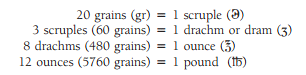 20 grains (gr) = 1 scruple (℈)
3 scruples (60 grains) = 1 drachm or dram (ʒ)
8 drachms (480 grains) = 1 ounce (℥)
12 ounces (5760 grains) = 1 pound (℔)